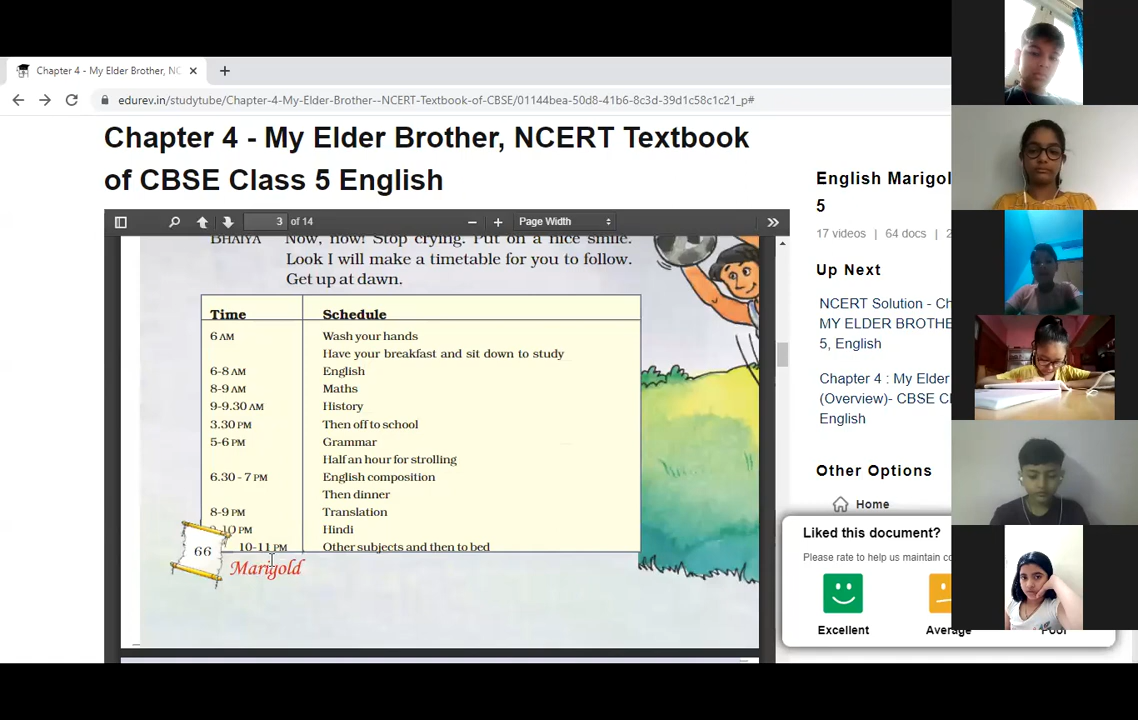 Chapter 4 - My Elder Brother, NC
edurev.in/studytube/Chapter-4-My-Elder-Brother--NCERT-Textbook-of-CBSE/01144bea-50d8-41b6-8c3d-39d1c58c1c21_p#
Chapter 4 - My Elder Brother, NCERT Textbook
of CBSE Class 5 English
3 of 14
Page Width
BHAIYA Now, now! Stop crying. Put on a nice smile.
Look I will make a timetable for you to follow.
Get up at dawn.
Time Schedule
6 AM Wash your hands
Have your breakfast and sit down to study
6-8 AM English
8-9 AM Maths
9-9.30 AM History
3.30 PM Then off to school
5-6 PM Grammar
Half an hour for strolling
6.30 - 7 PM English composition
Then dinner
8-9 PM Translation
-10 PM Hindi
10-11 PM Other subjects and then to bed
66
Marigold
English Marigol
5
17 videos | 64 docs | 2
Up Next
NCERT Solution - Ch
MY ELDER BROTHE
5, English
Chapter 4 : My Elder
(Overview)- CBSE Cl
English
Other Options
Home
Liked this document?
Please rate to help us maintain c
Excellent
Average
Poor